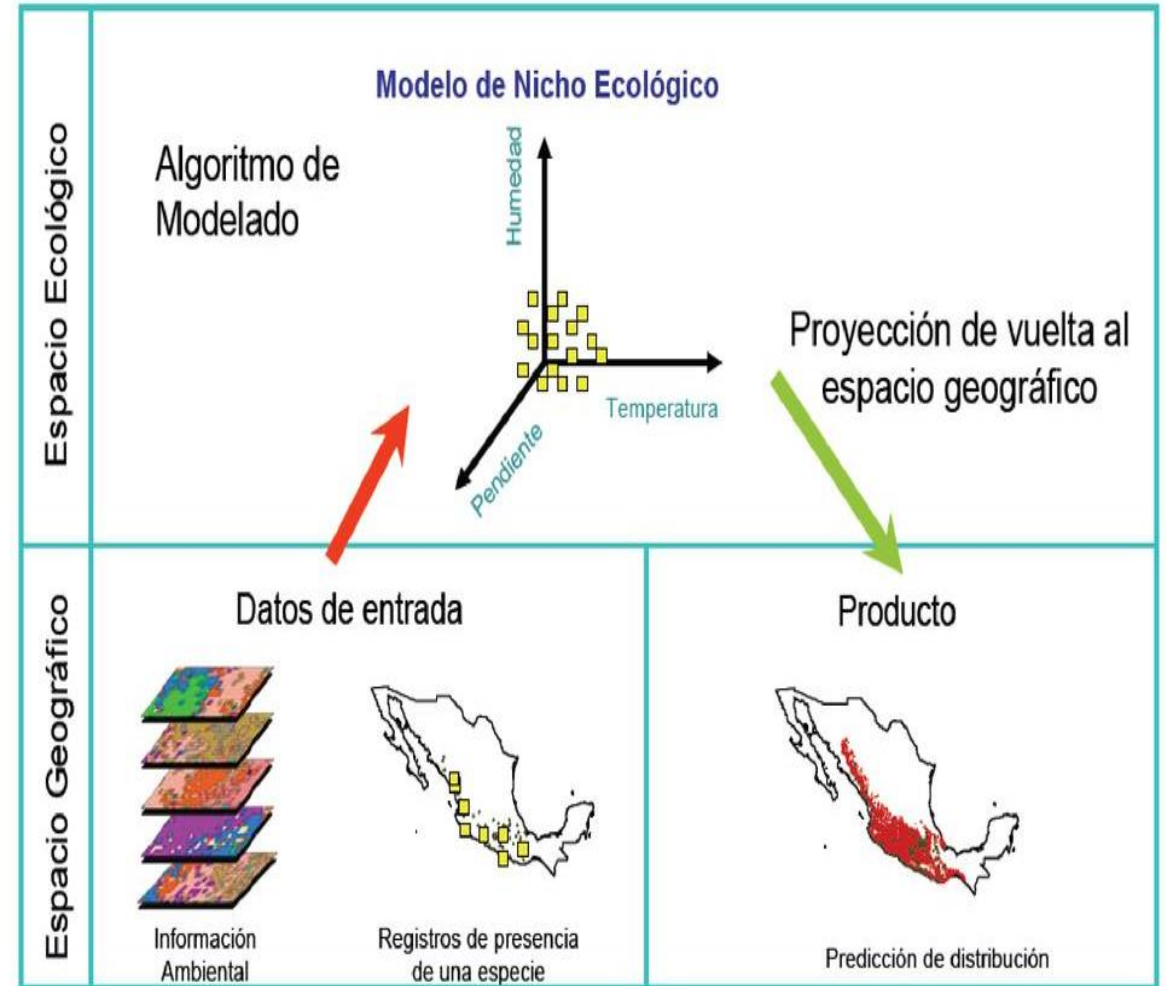 Espacio Ecológico
Modelo de Nicho Ecológico
Algoritmo de
Modelado
Humedad
Temperatura
Pendiente
Proyección de vuelta al
espacio geográfico
Espacio Geográfico
Datos de entrada
Información
Ambiental
Registros de presencia
de una especie
Producto
Predicción de distribución